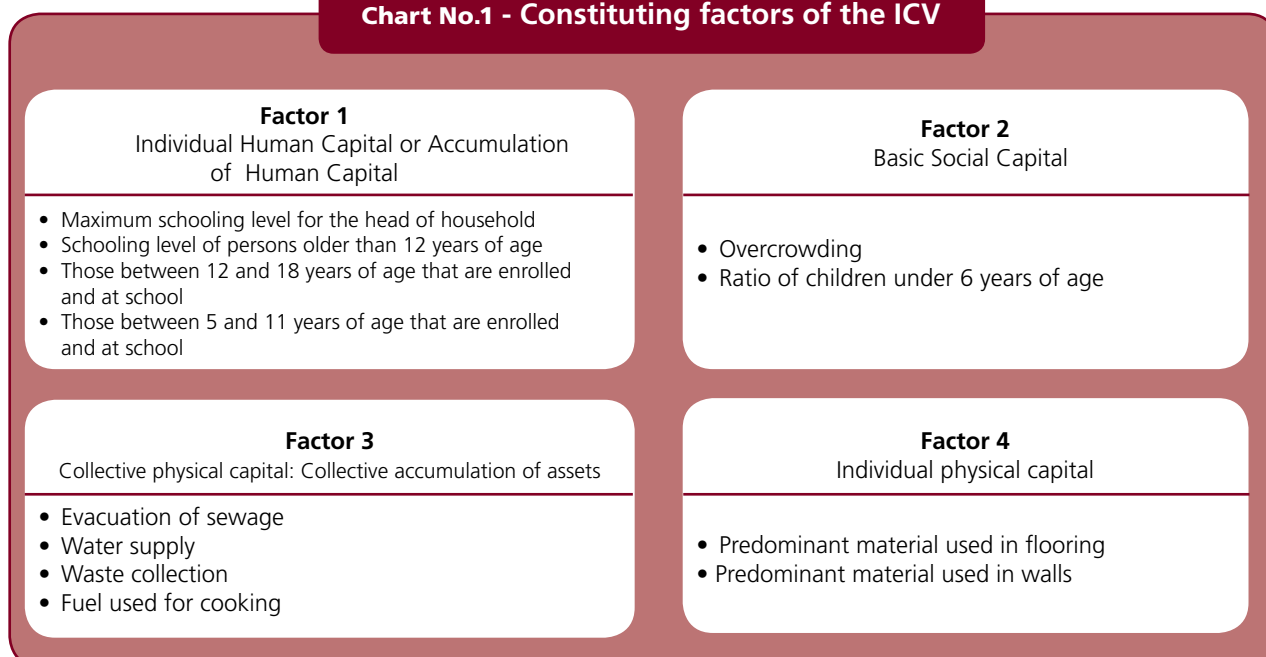 Chart No.1 - Constituting factors of the ICV
Factor 1
Individual Human Capital or Accumulation
of Human Capital
• Maximum schooling level for the head of household
• Schooling level of persons older than 12 years of age
• Those between 12 and 18 years of age that are enrolled
and at school
• Those between 5 and 11 years of age that are enrolled
and at school
Factor 2
Basic Social Capital
• Overcrowding
• Ratio of children under 6 years of age
Factor 3
Collective physical capital: Collective accumulation of assets
• Evacuation of sewage
• Water supply
• Waste collection
• Fuel used for cooking
Factor 4
Individual physical capital
• Predominant material used in flooring
• Predominant material used in walls